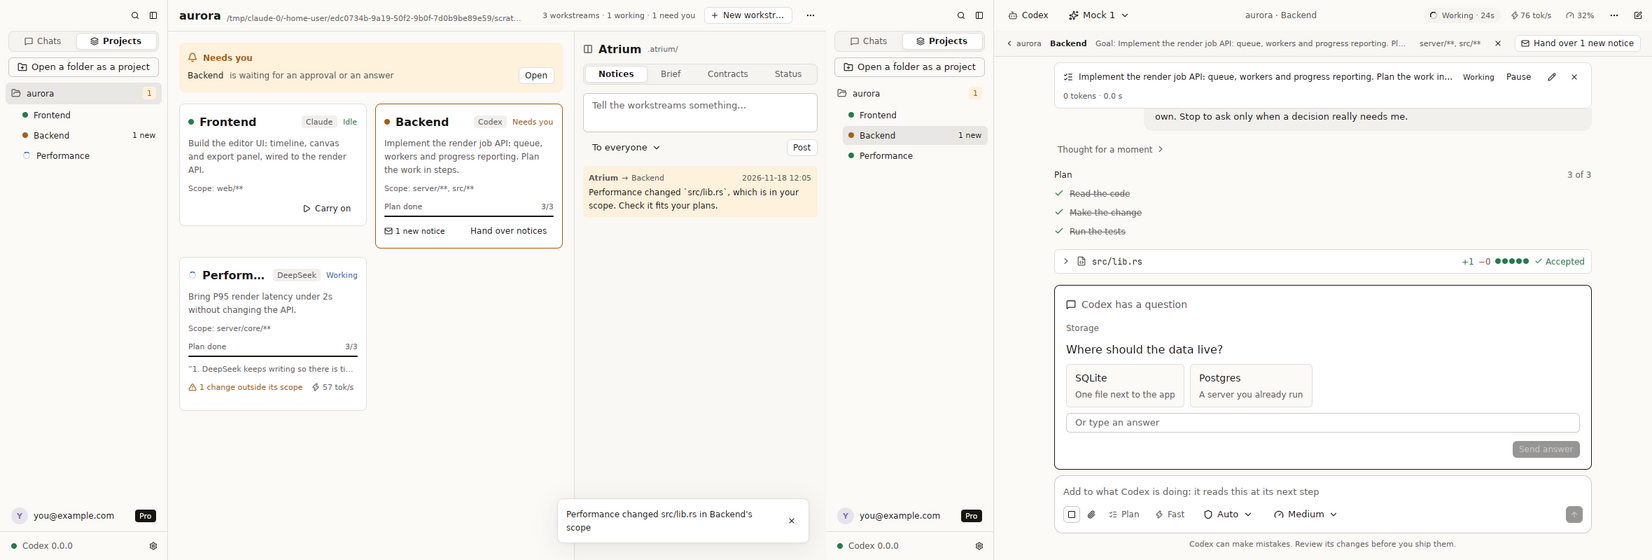 Chats
Projects
Open a folder as a project
aurora
1
Frontend
Backend
1 new
Performance
Y
you@example.com
Pro
Codex 0.0.0
aurora
/tmp/claude-0/-home-user/edc0734b-9a19-50f2-9b0f-7d0b9be89e59/scrat…
3 workstreams · 1 working · 1 need you
+ New workstr…
Needs you
Backend is waiting for an approval or an answer
Open
Frontend
Claude
Idle
Build the editor UI: timeline, canvas
and export panel, wired to the render
API.
Scope: web/**
Carry on
Backend
Codex
Needs you
Implement the render job API: queue,
workers and progress reporting. Plan
the work in steps.
Scope: server/**, src/**
Plan done
3/3
1 new notice
Hand over notices
Perform…
DeepSeek
Working
Bring P95 render latency under 2s
without changing the API.
Scope: server/core/**
Plan done
3/3
"1. DeepSeek keeps writing so there is ti…
1 change outside its scope
57 tok/s
Atrium
.atrium/
Notices
Brief
Contracts
Status
Tell the workstreams something…
To everyone
Post
Atrium → Backend
2026-11-18 12:05
Performance changed `src/lib.rs`, which is in your
scope. Check it fits your plans.
Performance changed src/lib.rs in Backend's
scope
Chats
Projects
Open a folder as a project
aurora
1
Frontend
Backend
1 new
Performance
Y
you@example.com
Pro
Codex 0.0.0
Codex
Mock 1
aurora · Backend
Working · 24s
76 tok/s
32%
aurora
Backend
Goal: Implement the render job API: queue, workers and progress reporting. Pl…
server/**, src/**
Hand over 1 new notice
Implement the render job API: queue, workers and progress reporting. Plan the work in…
Working
Pause
0 tokens · 0.0 s
own. Stop to ask only when a decision really needs me.
Thought for a moment
Plan
3 of 3
Read the code
Make the change
Run the tests
src/lib.rs
+1 −0
Accepted
Codex has a question
Storage
Where should the data live?
SQLite
One file next to the app
Postgres
A server you already run
Or type an answer
Send answer
Add to what Codex is doing: it reads this at its next step
Plan
Fast
Auto
Medium
Codex can make mistakes. Review its changes before you ship them.